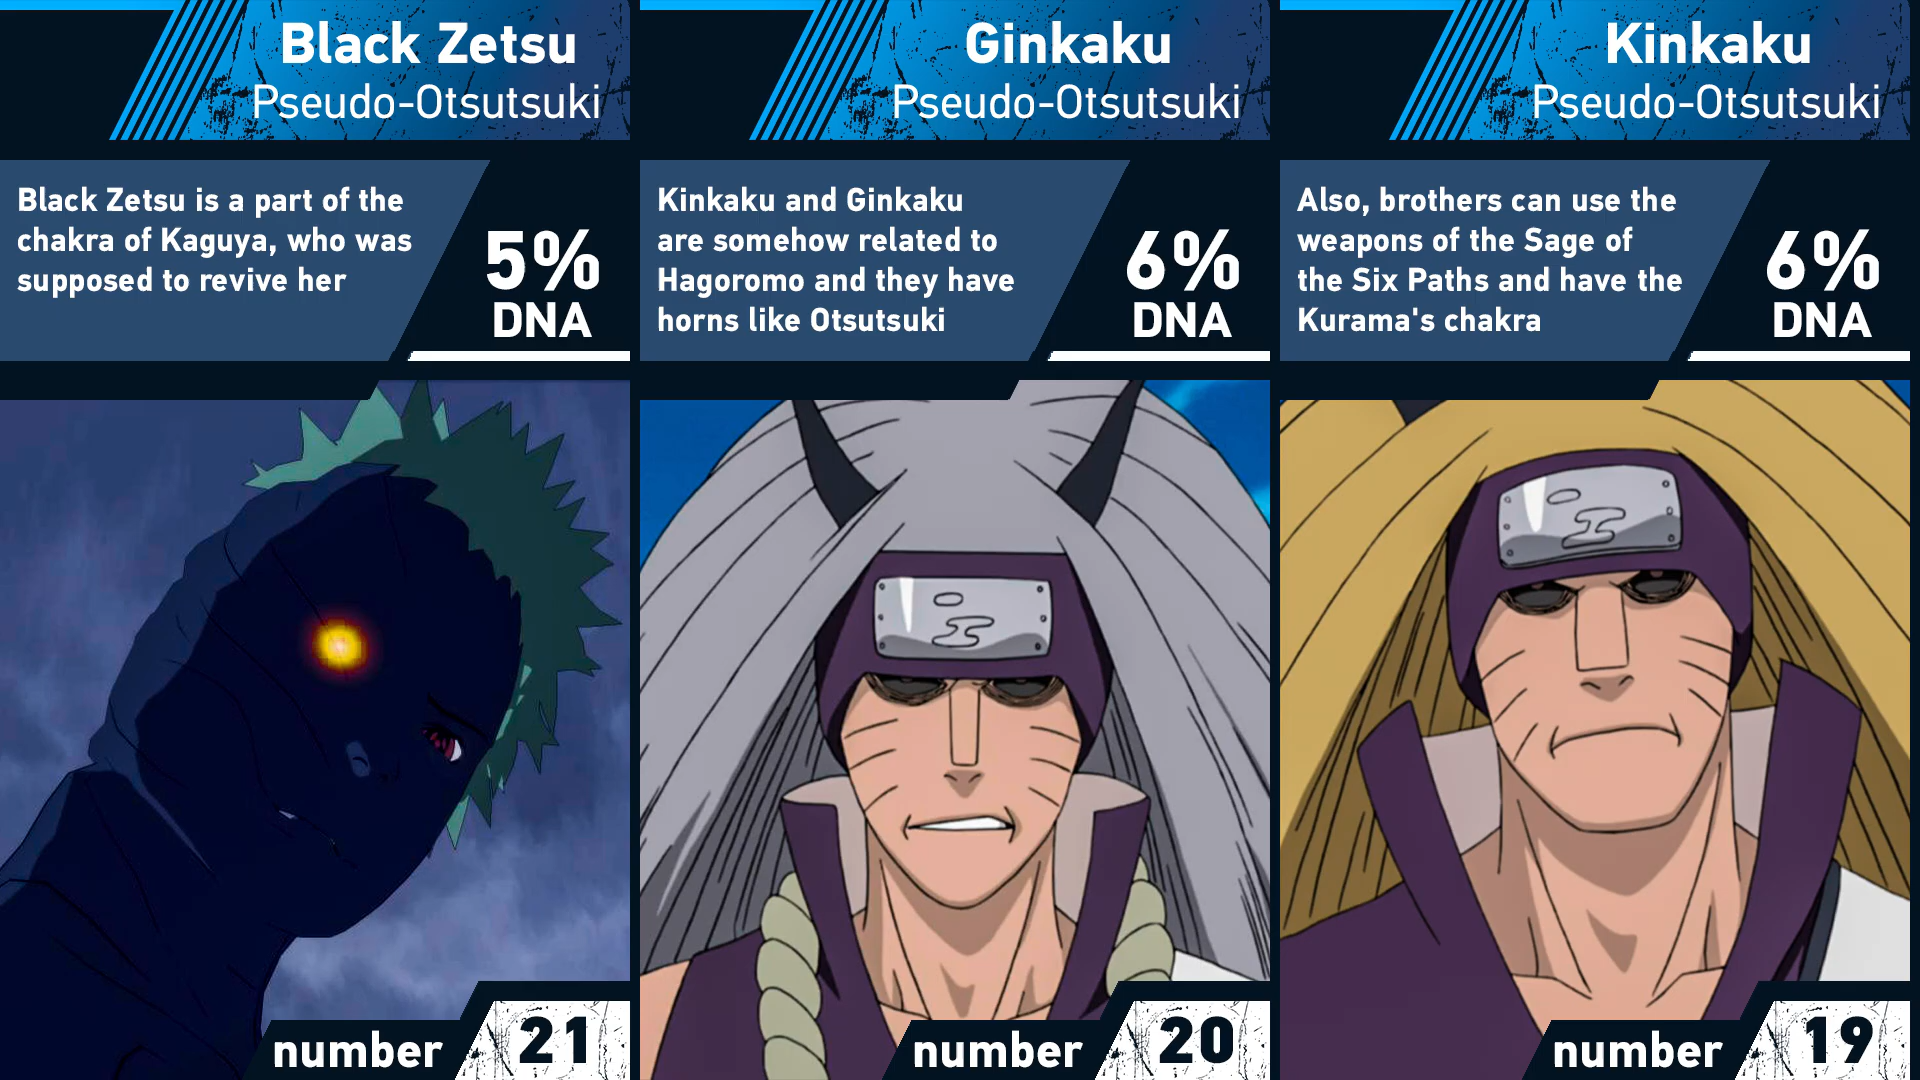 Black Zetsu
Pseudo-Otsutsuki
Black Zetsu is a part of the
chakra of Kaguya, who was
supposed to revive her
5%
DNA
number
21
Ginkaku
Pseudo-Otsutsuki
Kinkaku and Ginkaku
are somehow related to
Hagoromo and they have
horns like Otsutsuki
6%
DNA
number
20
Kinkaku
Pseudo-Otsutsuki
Also, brothers can use the
weapons of the Sage of
the Six Paths and have the
Kurama's chakra
6%
DNA
number
19